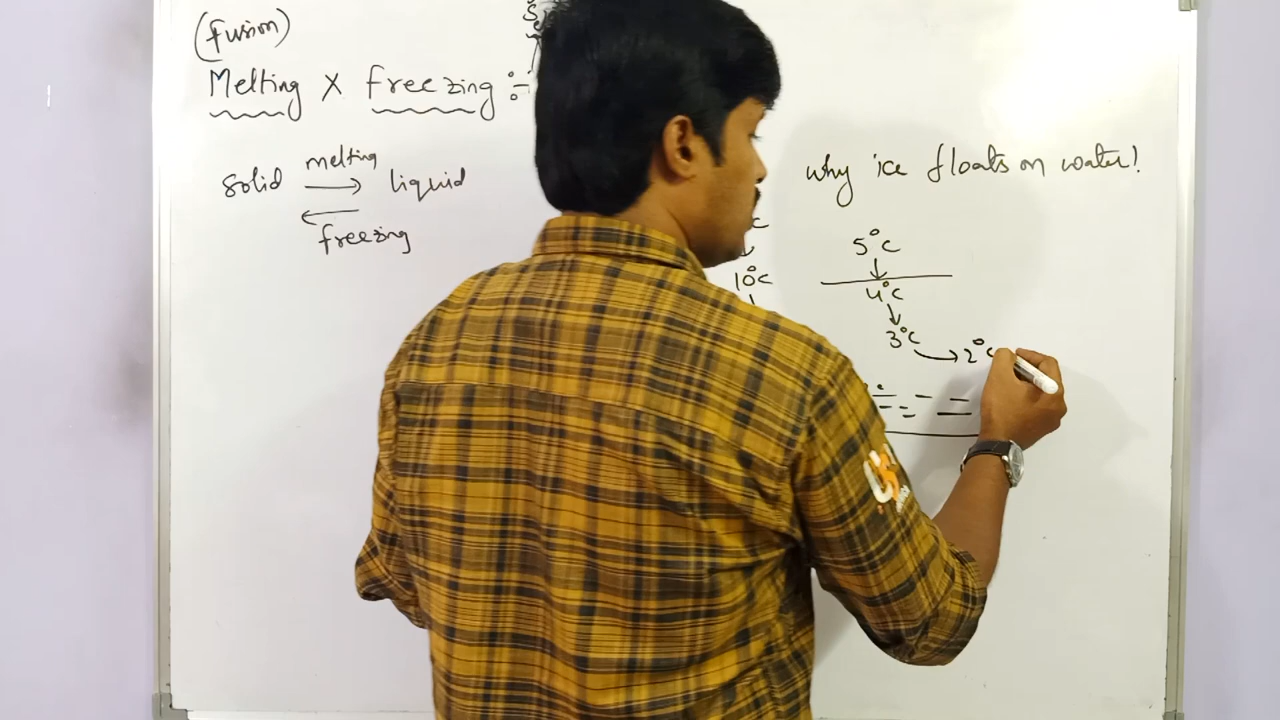 (Fusion)
Melting X freezing :-
melting
solid → liquid
←
freezing
10°C
why ice floats on water!
5°C
↓
4°C
↓
3°C → 2°C